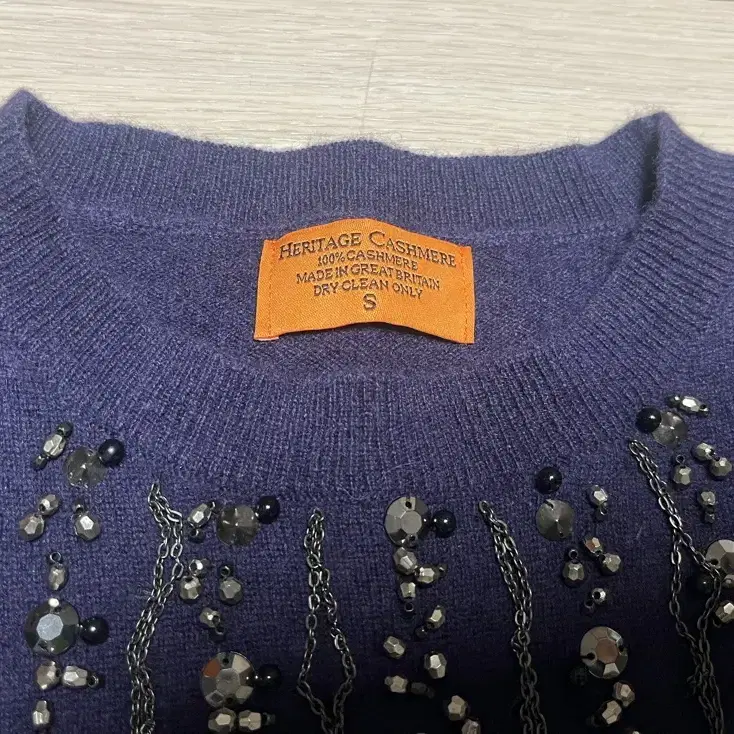 HERITAGE CASHMERE
100% CASHMERE
MADE IN GREAT BRITAIN
DRY-CLEAN ONLY
S